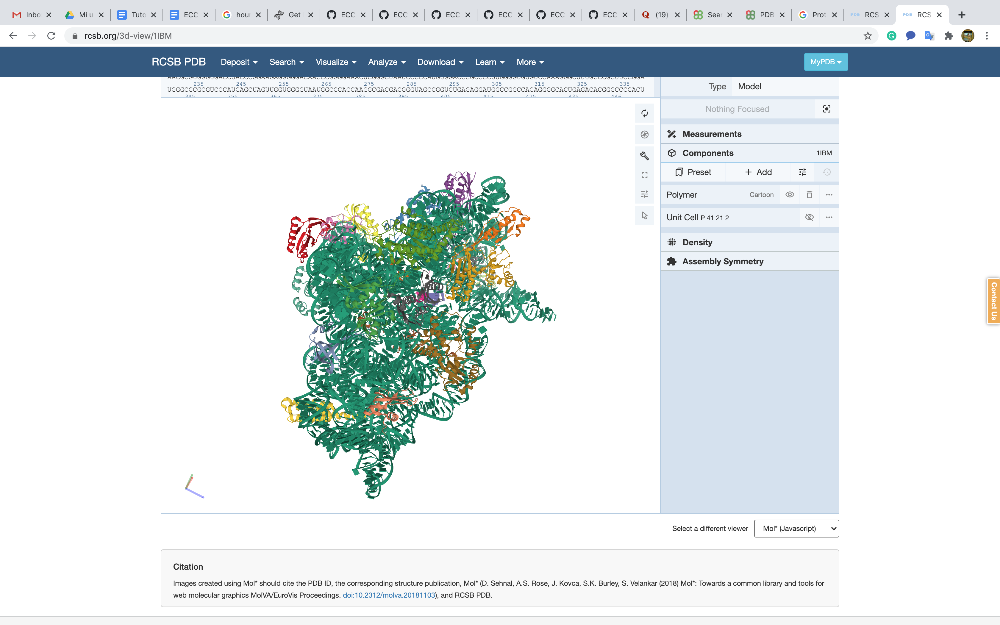 Inbo
Mi u
Tuto
ECC
hour
Get
ECC
ECC
ECC
ECC
ECC
ECC
(19)
Sear
PDB
Prot
PDB RCS
PDB RCS
rcsb.org/3d-view/1IBM
RCSB PDB
Deposit
Search
Visualize
Analyze
Download
Learn
More
MyPDB
235 245 255 265 275 285 295 305 315 325 335
UGGGCCCGCGUCCCAUCAGCUAGUUGGUGGGGUAAUGGCCCACCAAGGCGACGACGGGUAGCCGGUCUGAGAGGAUGGCCGGCCACAGGGGCACUGAGACACGGGCCCCACU
345 355 365 375 385 395 405 415 425 435 446
Type Model
Nothing Focused
Measurements
Components 1IBM
Preset
+ Add
Polymer Cartoon
Unit Cell P 41 21 2
Density
Assembly Symmetry
Contact Us
Select a different viewer Mol* (Javascript)
Citation
Images created using Mol* should cite the PDB ID, the corresponding structure publication, Mol* (D. Sehnal, A.S. Rose, J. Kovca, S.K. Burley, S. Velankar (2018) Mol*: Towards a common library and tools for
web molecular graphics MolVA/EuroVis Proceedings. doi:10.2312/molva.20181103), and RCSB PDB.